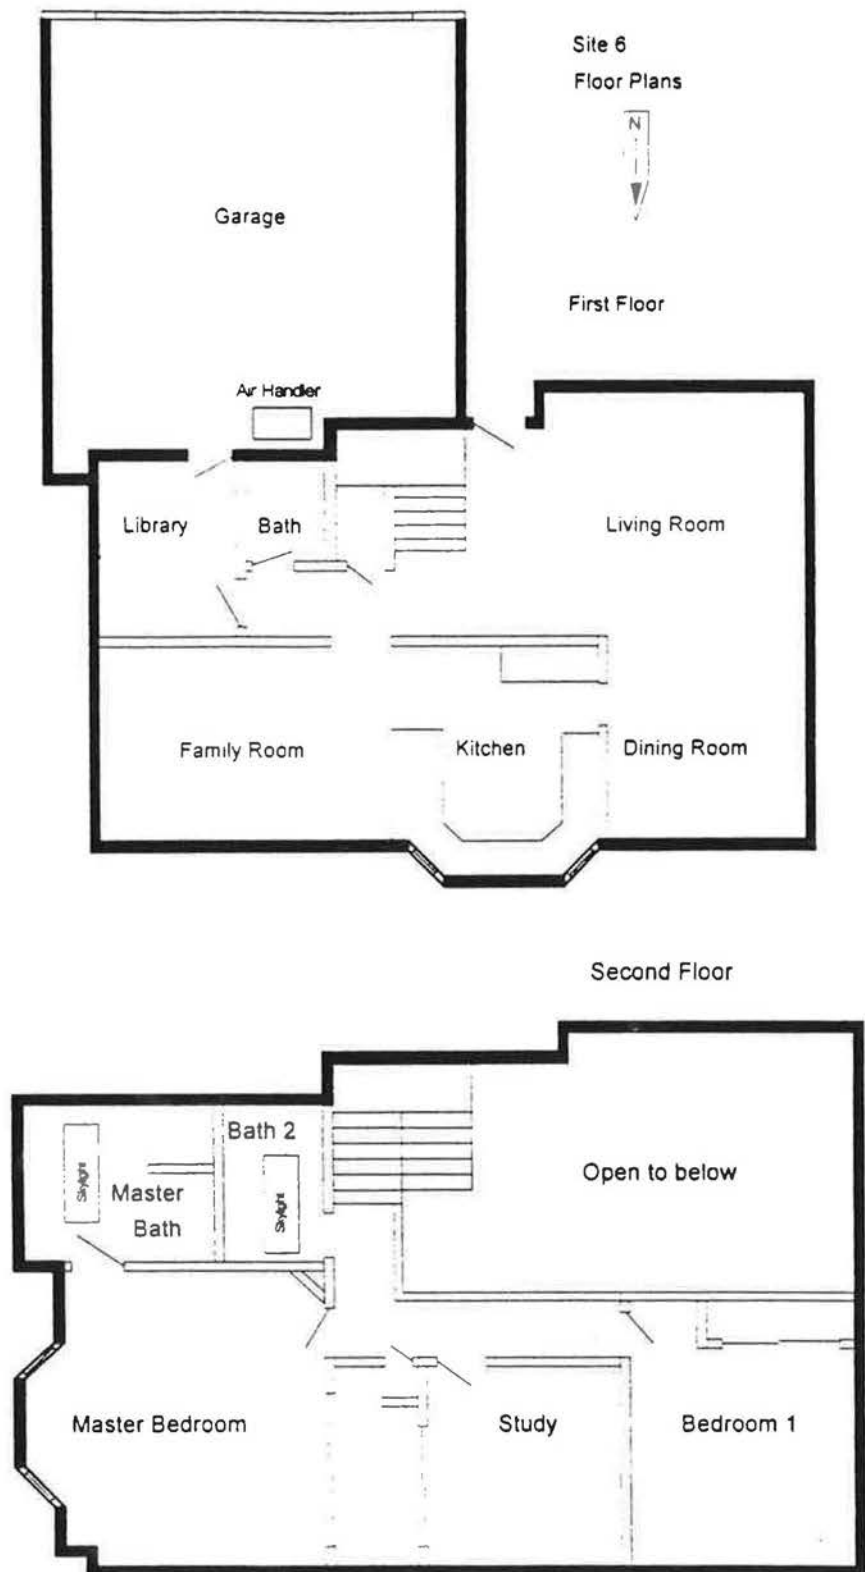 Site 6
Floor Plans
N
Garage
First Floor
Air Handler
Library
Bath
Living Room
Family Room
Kitchen
Dining Room
Second Floor
Bath 2
Skylight
Master
Bath
Skylight
Open to below
Master Bedroom
Study
Bedroom 1